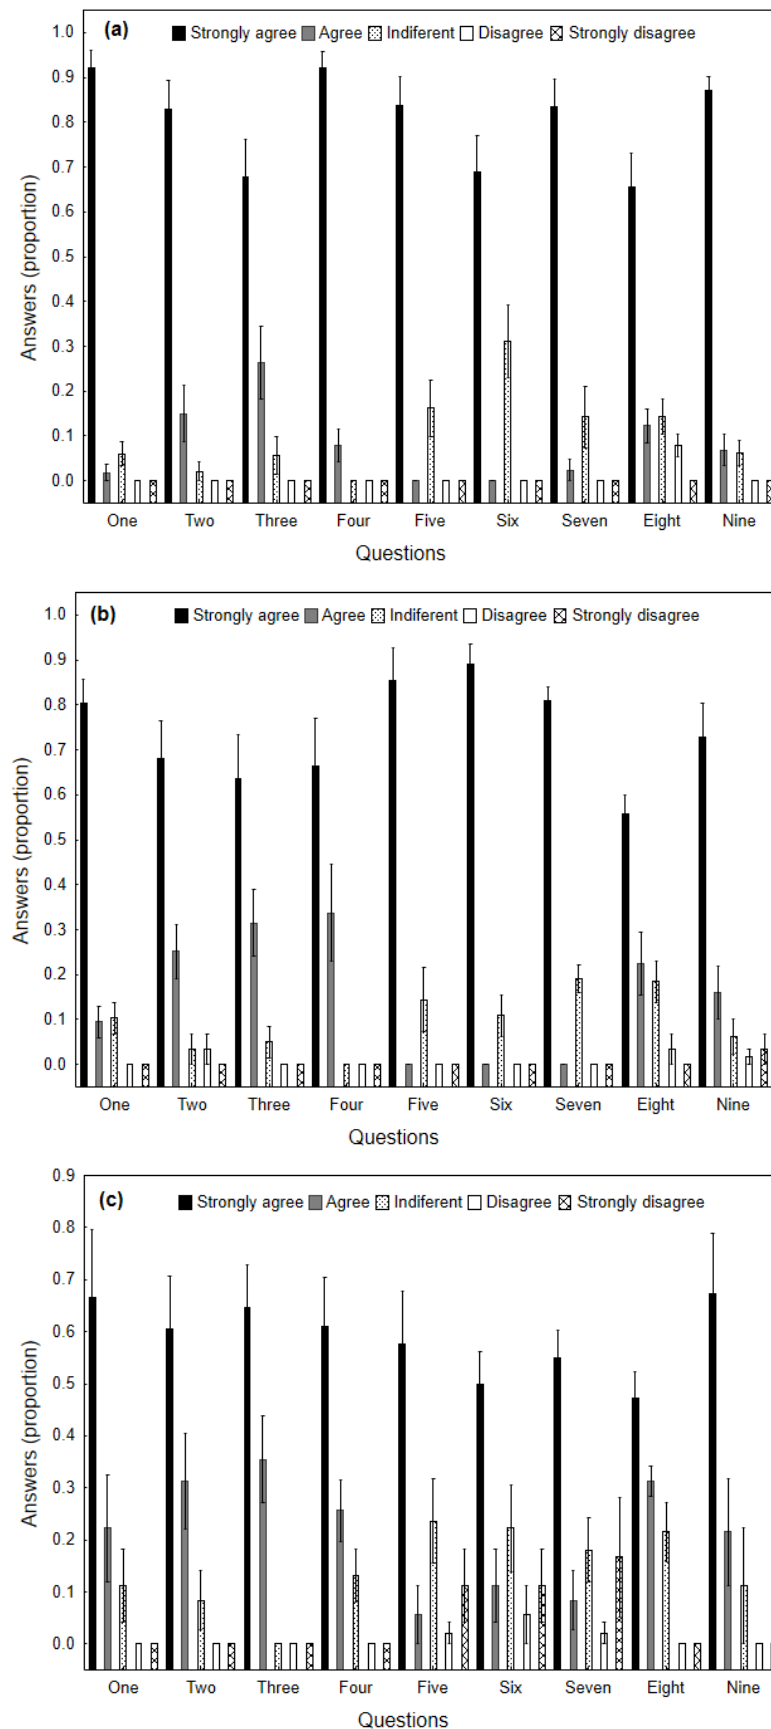 (a) Strongly agree Agree Indiferent Disagree Strongly disagree
1.0
0.9
0.8
0.7
0.6
0.5
0.4
0.3
0.2
0.1
0.0
Answers (proportion)
One Two Three Four Five Six Seven Eight Nine
Questions
(b) Strongly agree Agree Indiferent Disagree Strongly disagree
1.0
0.9
0.8
0.7
0.6
0.5
0.4
0.3
0.2
0.1
0.0
Answers (proportion)
One Two Three Four Five Six Seven Eight Nine
Questions
(c) Strongly agree Agree Indiferent Disagree Strongly disagree
0.9
0.8
0.7
0.6
0.5
0.4
0.3
0.2
0.1
0.0
Answers (proportion)
One Two Three Four Five Six Seven Eight Nine
Questions